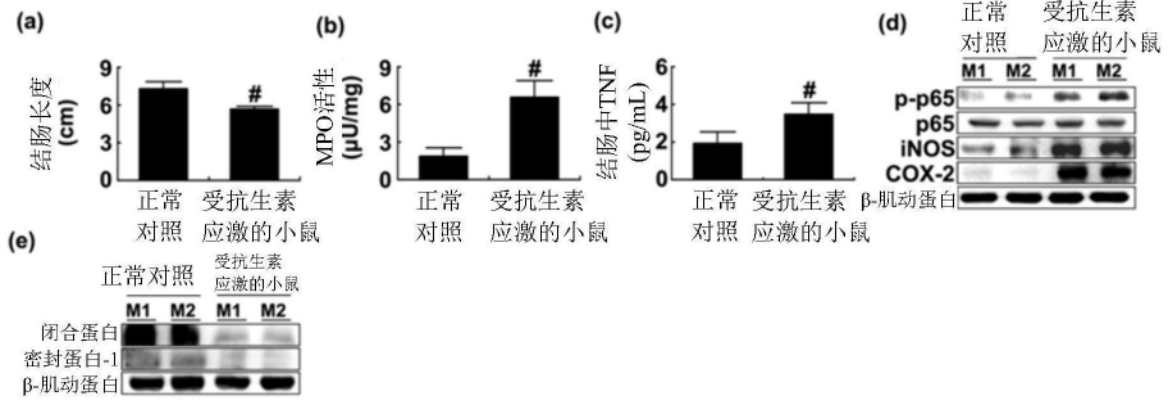 (a)
结肠长度
(cm)
9
6
3
0
#
正常
对照
受抗生素
应激的小鼠
(b)
MPO活性
(μU/mg)
9
6
3
0
#
正常
对照
受抗生素
应激的小鼠
(c)
结肠中TNF
(pg/mL)
6
4
2
0
#
正常
对照
受抗生素
应激的小鼠
(d)
正常
对照
受抗生素
应激的小鼠
M1 M2 M1 M2
p-p65
p65
iNOS
COX-2
β-肌动蛋白
(e)
正常对照
受抗生素
应激的小鼠
M1 M2 M1 M2
闭合蛋白
密封蛋白-1
β-肌动蛋白